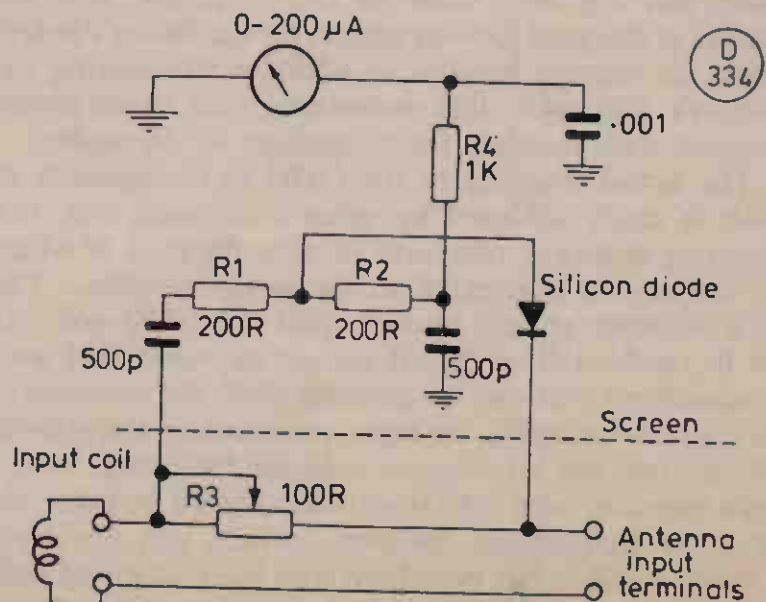 0-200µA
D
334
.001
R4
1K
R1
R2
Silicon diode
200R
200R
500p
500p
Screen
Input coil
R3
100R
Antenna
input
terminals